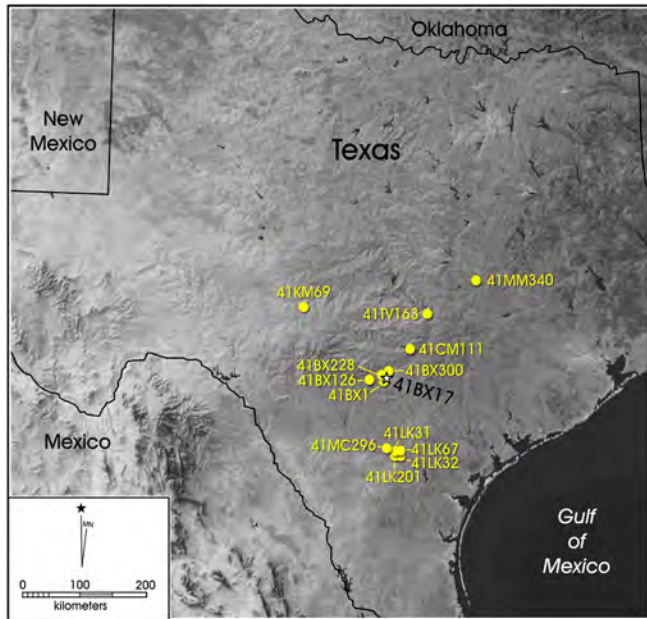 Oklahoma
New
Mexico
Texas
41MM340
41KM69
41TV163
41CM111
41BX228
41BX300
41BX126
41BX17
41BX1
41LK31
41MC296
41LK67
41LK32
41LK201
Mexico
Gulf
of
Mexico
MN
0 100 200
kilometers